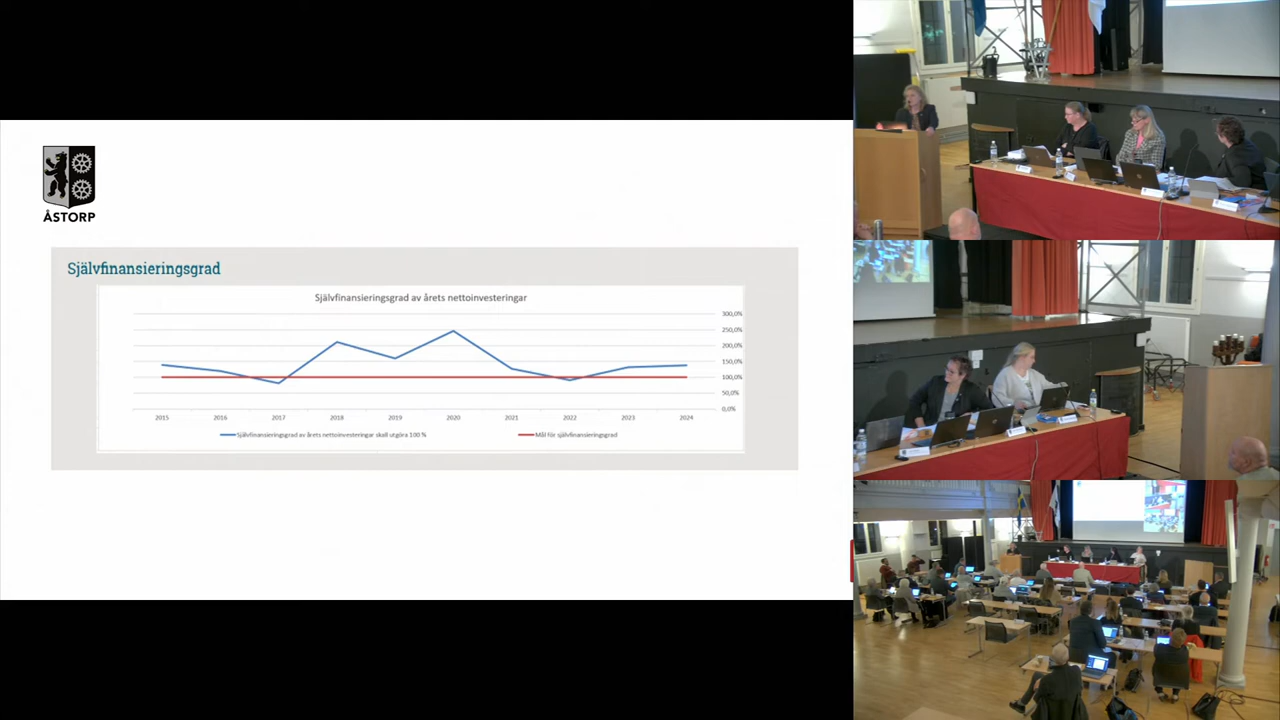 ÅSTORP
Självfinansieringsgrad
Självfinansieringsgrad av årets nettoinvesteringar
300,0%
250,0%
200,0%
150,0%
100,0%
50,0%
0,0%
2015 2016 2017 2018 2019 2020 2021 2022 2023 2024
Självfinansieringsgrad av årets nettoinvesteringar skall utgöra 100 %
Mål för självfinansieringsgrad